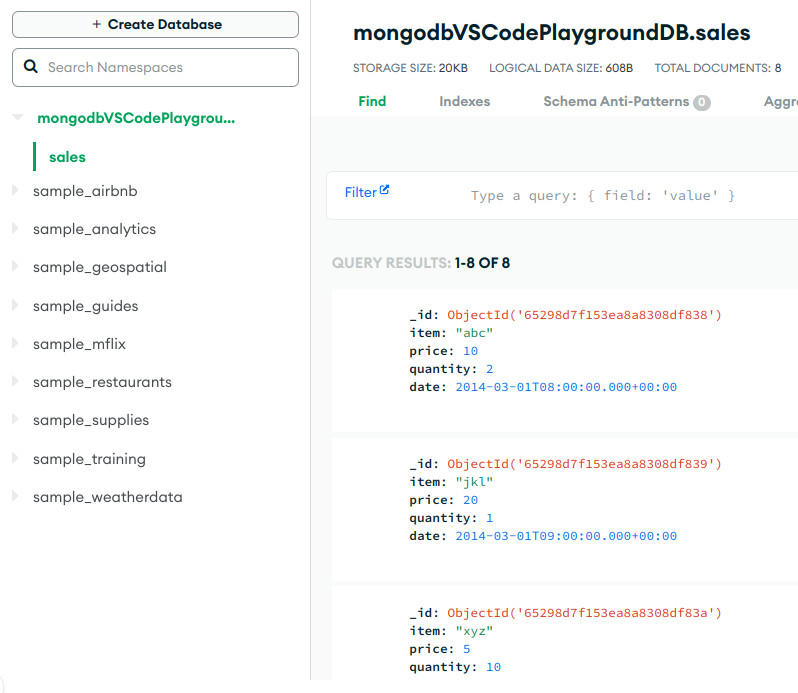 + Create Database
Search Namespaces
mongodbVSCodePlaygrou...
sales
sample_airbnb
sample_analytics
sample_geospatial
sample_guides
sample_mflix
sample_restaurants
sample_supplies
sample_training
sample_weatherdata
mongodbVSCodePlaygroundDB.sales
STORAGE SIZE: 20KB LOGICAL DATA SIZE: 608B TOTAL DOCUMENTS: 8
Find Indexes Schema Anti-Patterns 0 Aggr
Filter Type a query: { field: 'value' }
QUERY RESULTS: 1-8 OF 8
_id: ObjectId('65298d7f153ea8a8308df838')
item: "abc"
price: 10
quantity: 2
date: 2014-03-01T08:00:00.000+00:00
_id: ObjectId('65298d7f153ea8a8308df839')
item: "jkl"
price: 20
quantity: 1
date: 2014-03-01T09:00:00.000+00:00
_id: ObjectId('65298d7f153ea8a8308df83a')
item: "xyz"
price: 5
quantity: 10